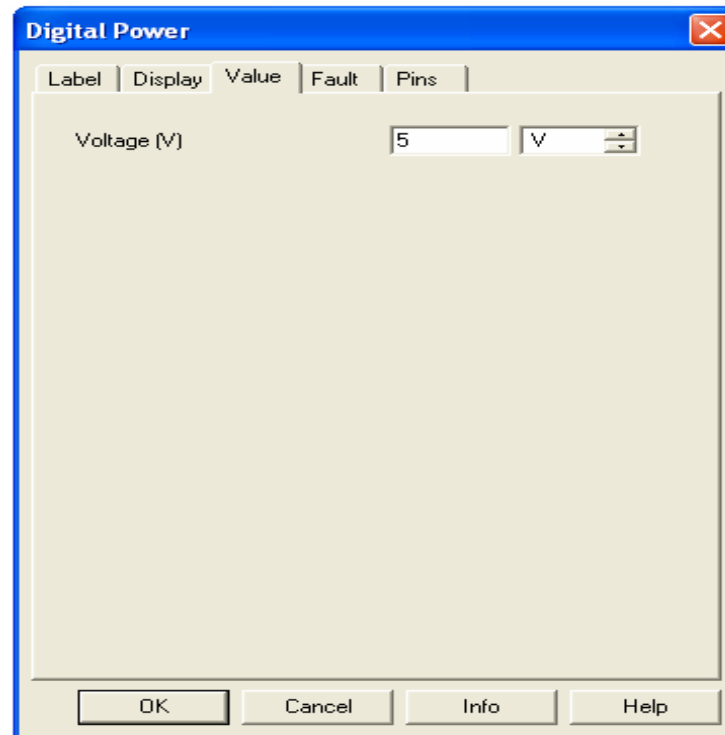 Digital Power
Label Display Value Fault Pins
Voltage (V) 5 V
OK Cancel Info Help